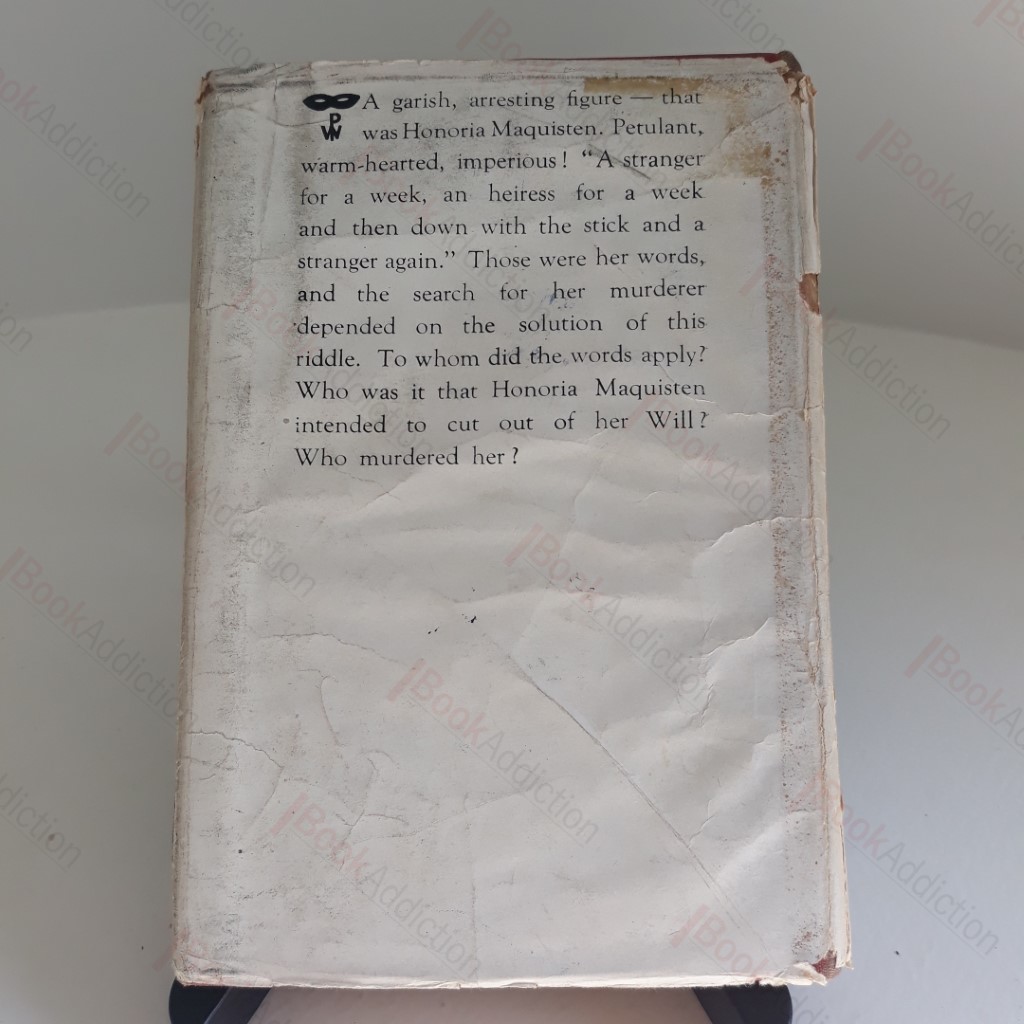 A garish, arresting figure — that
PWN was Honoria Maquisten. Petulant,
warm-hearted, imperious! “A stranger
for a week, an heiress for a week
and then down with the stick and a
stranger again.” Those were her words,
and the search for her murderer
depended on the solution of this
riddle. To whom did the words apply?
Who was it that Honoria Maquisten
intended to cut out of her Will?
Who murdered her?
BookAddiction